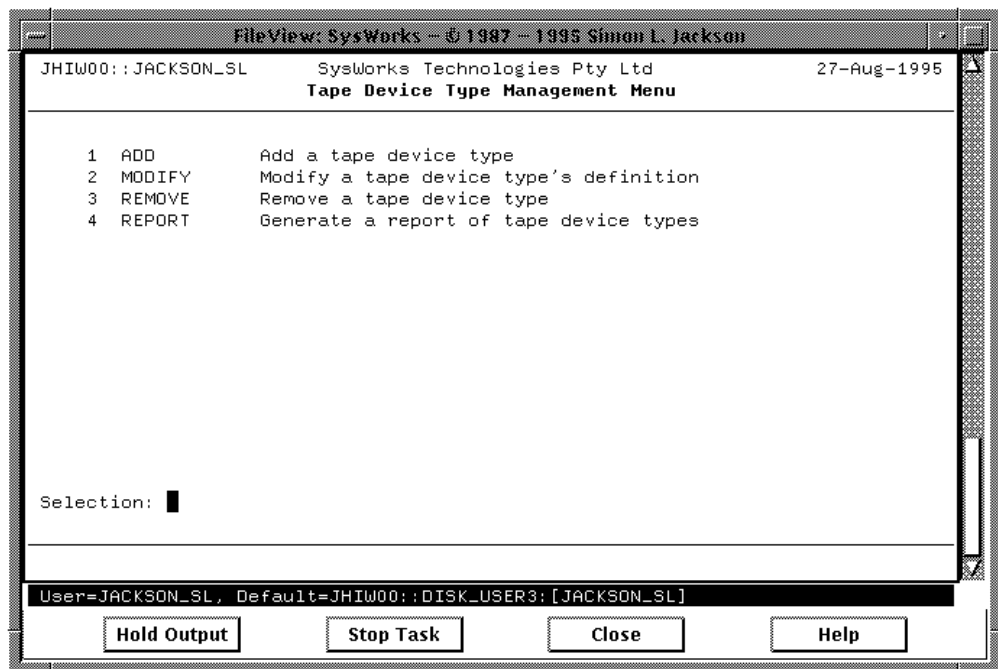 FileView: SysWorks – © 1987 – 1995 Simon L. Jackson
JHIW00::JACKSON_SL SysWorks Technologies Pty Ltd 27-Aug-1995
Tape Device Type Management Menu
1 ADD Add a tape device type
2 MODIFY Modify a tape device type's definition
3 REMOVE Remove a tape device type
4 REPORT Generate a report of tape device types
Selection:
User=JACKSON_SL, Default=JHIW00::DISK_USER3:[JACKSON_SL]
Hold Output Stop Task Close Help